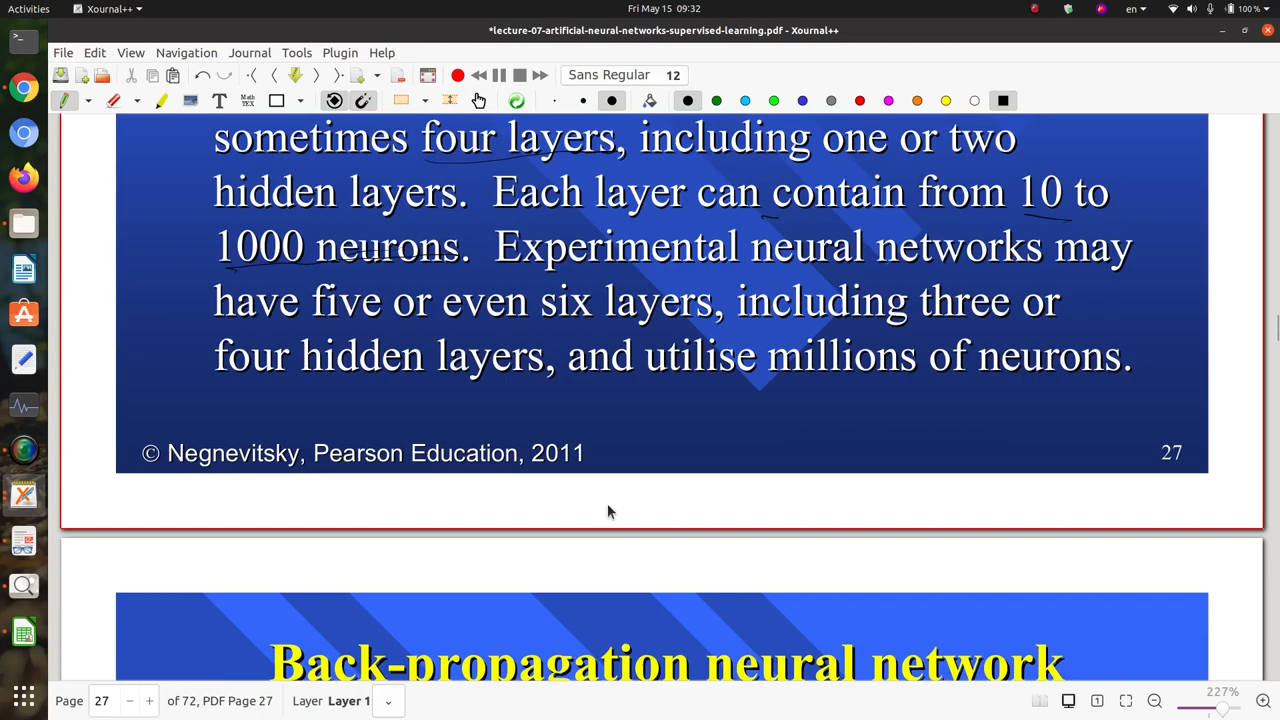 Activities Xournal++ Fri May 15 09:32 en 100 %
*lecture-07-artificial-neural-networks-supervised-learning.pdf - Xournal++
File Edit View Navigation Journal Tools Plugin Help
Sans Regular 12
sometimes four layers, including one or two
hidden layers. Each layer can contain from 10 to
1000 neurons. Experimental neural networks may
have five or even six layers, including three or
four hidden layers, and utilise millions of neurons.
© Negnevitsky, Pearson Education, 2011 27
Back-propagation neural network
Page 27 of 72, PDF Page 27 Layer Layer 1 227%